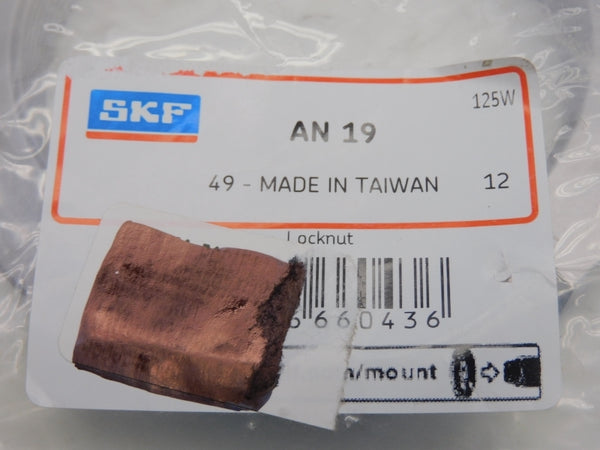 SKF
125W
AN 19
49 - MADE IN TAIWAN 12
Locknut
660436
/mount